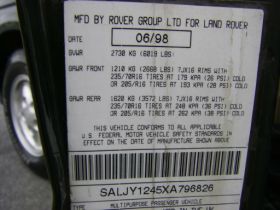 MFD BY ROVER GROUP LTD FOR LAND ROVER
DATE 06/98
GVWR 2730 KG (6019 LBS)
GAWR FRONT 1210 KG (2668 LBS) 7JX16 RIMS WITH
235/70R16 TIRES AT 179 KPA (26 PSI) COLD
OR 205/R16 TIRES AT 193 KPA (28 PSI) COLD
GAWR REAR 1620 KG (3572 LBS) 7JX16 RIMS WITH
235/70R16 TIRES AT 248 KPA (36 PSI) COLD
OR 205/R16 TIRES AT 262 KPA (38 PSI) COLD
THIS VEHICLE CONFORMS TO ALL APPLICABLE
U S FEDERAL MOTOR VEHICLE SAFETY STANDARDS IN EFFECT ON THE
DATE OF MANUFACTURE SHOWN ABOVE.
SALJY1245XA796826
TYPE MULTIPURPOSE PASSENGER VEHICLE